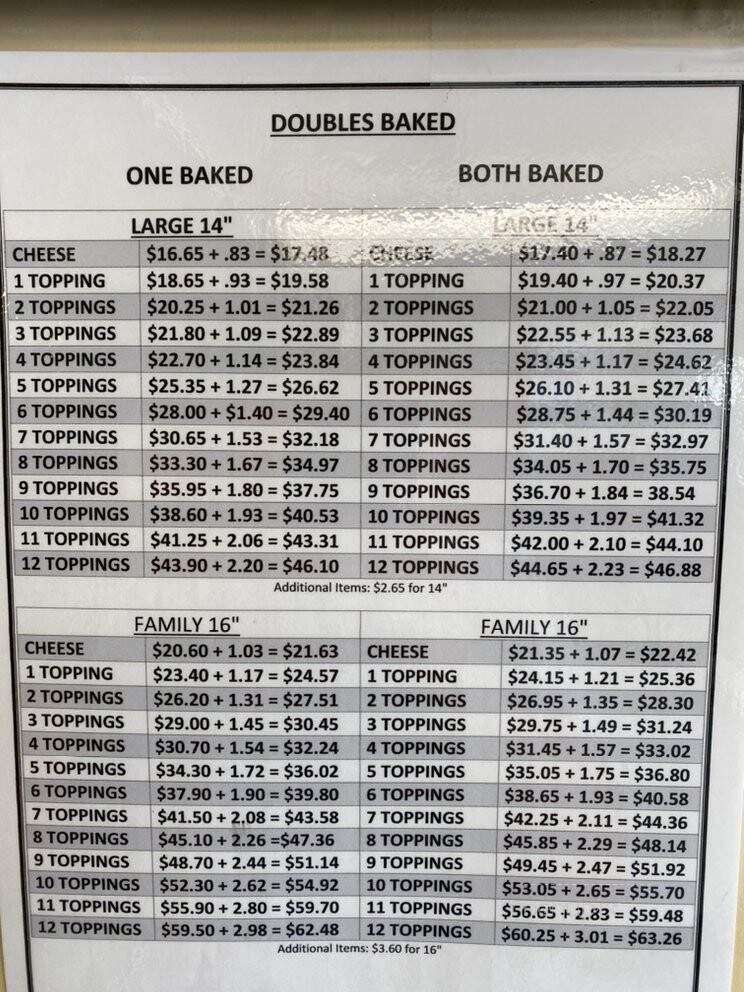 DOUBLES BAKED
ONE BAKED BOTH BAKED
LARGE 14" LARGE 14"
CHEESE $16.65 + .83 = $17.48 CHEESE $17.40 + .87 = $18.27
1 TOPPING $18.65 + .93 = $19.58 1 TOPPING $19.40 + .97 = $20.37
2 TOPPINGS $20.25 + 1.01 = $21.26 2 TOPPINGS $21.00 + 1.05 = $22.05
3 TOPPINGS $21.80 + 1.09 = $22.89 3 TOPPINGS $22.55 + 1.13 = $23.68
4 TOPPINGS $22.70 + 1.14 = $23.84 4 TOPPINGS $23.45 + 1.17 = $24.62
5 TOPPINGS $25.35 + 1.27 = $26.62 5 TOPPINGS $26.10 + 1.31 = $27.41
6 TOPPINGS $28.00 + $1.40 = $29.40 6 TOPPINGS $28.75 + 1.44 = $30.19
7 TOPPINGS $30.65 + 1.53 = $32.18 7 TOPPINGS $31.40 + 1.57 = $32.97
8 TOPPINGS $33.30 + 1.67 = $34.97 8 TOPPINGS $34.05 + 1.70 = $35.75
9 TOPPINGS $35.95 + 1.80 = $37.75 9 TOPPINGS $36.70 + 1.84 = 38.54
10 TOPPINGS $38.60 + 1.93 = $40.53 10 TOPPINGS $39.35 + 1.97 = $41.32
11 TOPPINGS $41.25 + 2.06 = $43.31 11 TOPPINGS $42.00 + 2.10 = $44.10
12 TOPPINGS $43.90 + 2.20 = $46.10 12 TOPPINGS $44.65 + 2.23 = $46.88
Additional Items: $2.65 for 14"
FAMILY 16" FAMILY 16"
CHEESE $20.60 + 1.03 = $21.63 CHEESE $21.35 + 1.07 = $22.42
1 TOPPING $23.40 + 1.17 = $24.57 1 TOPPING $24.15 + 1.21 = $25.36
2 TOPPINGS $26.20 + 1.31 = $27.51 2 TOPPINGS $26.95 + 1.35 = $28.30
3 TOPPINGS $29.00 + 1.45 = $30.45 3 TOPPINGS $29.75 + 1.49 = $31.24
4 TOPPINGS $30.70 + 1.54 = $32.24 4 TOPPINGS $31.45 + 1.57 = $33.02
5 TOPPINGS $34.30 + 1.72 = $36.02 5 TOPPINGS $35.05 + 1.75 = $36.80
6 TOPPINGS $37.90 + 1.90 = $39.80 6 TOPPINGS $38.65 + 1.93 = $40.58
7 TOPPINGS $41.50 + 2,08 = $43.58 7 TOPPINGS $42.25 + 2.11 = $44.36
8 TOPPINGS $45.10 + 2.26 =$47.36 8 TOPPINGS $45.85 + 2.29 = $48.14
9 TOPPINGS $48.70 + 2.44 = $51.14 9 TOPPINGS $49.45 + 2.47 = $51.92
10 TOPPINGS $52.30 + 2.62 = $54.92 10 TOPPINGS $53.05 + 2.65 = $55.70
11 TOPPINGS $55.90 + 2.80 = $59.70 11 TOPPINGS $56.65 + 2.83 = $59.48
12 TOPPINGS $59.50 + 2.98 = $62.48 12 TOPPINGS $60.25 + 3.01 = $63.26
Additional Items: $3.60 for 16"